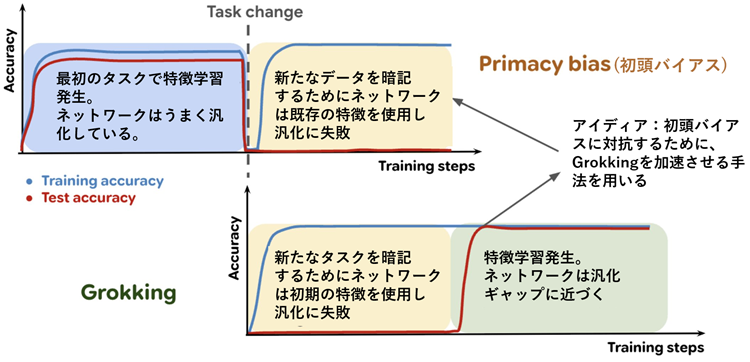 Task change
Accuracy
最初のタスクで特徴学習
発生。
ネットワークはうまく汎
化している。
新たなデータを暗記
するためにネットワーク
は既存の特徴を使用し
汎化に失敗
Primacy bias(初頭バイアス)
Training steps
アイディア：初頭バイア
スに対抗するために、
Grokkingを加速させる手
法を用いる
Training accuracy
Test accuracy
Grokking
Accuracy
新たなタスクを暗記
するためにネットワーク
は初期の特徴を使用し
汎化に失敗
特徴学習発生。
ネットワークは汎化
ギャップに近づく
Training steps